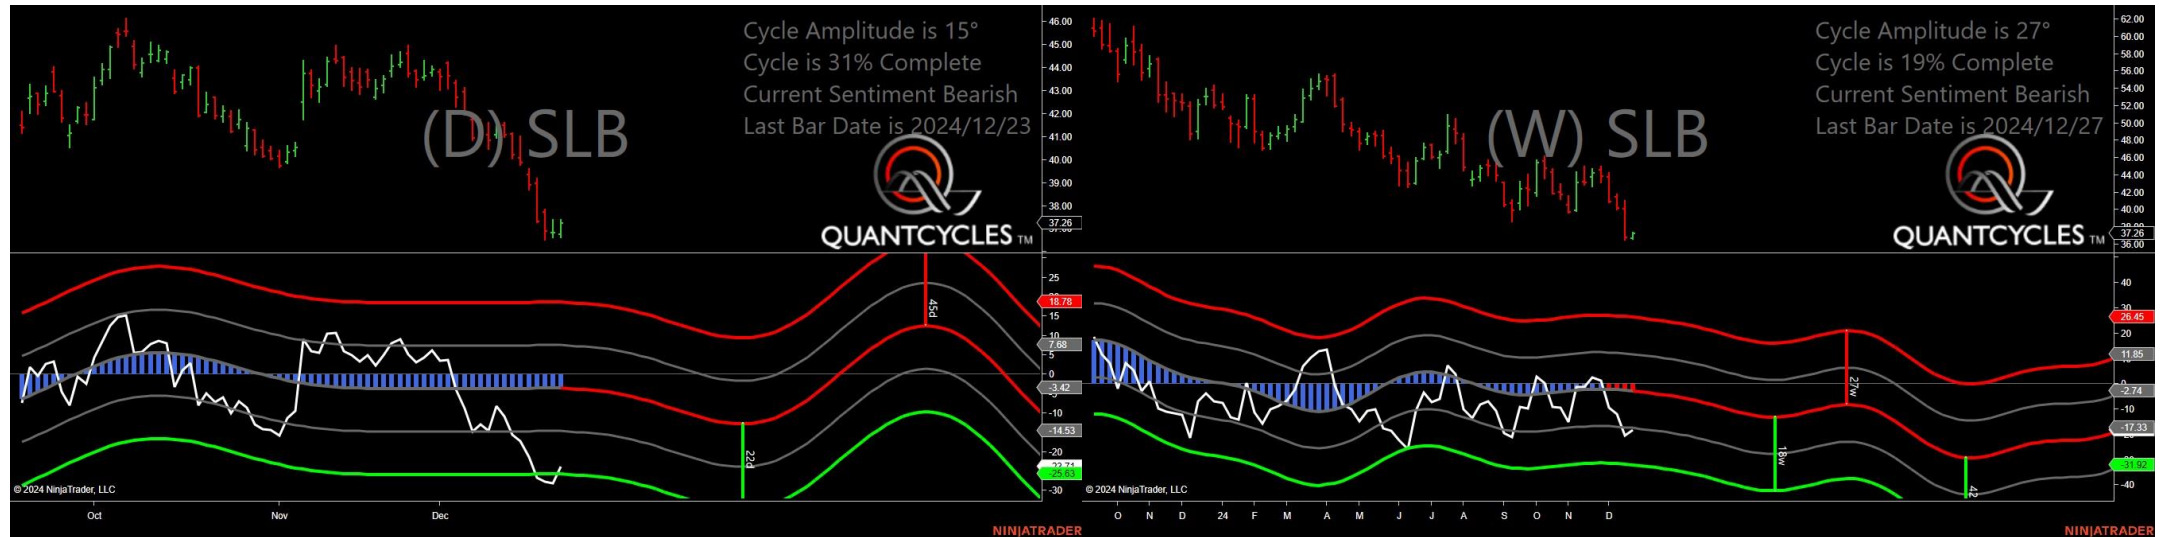 Cycle Amplitude is 15°
Cycle is 31% Complete
Current Sentiment Bearish
Last Bar Date is 2024/12/23
(D) SLB
QUANTCYCLES TM
46.00
45.00
44.00
43.00
42.00
41.00
40.00
39.00
38.00
37.26
25
18.78
15
10
7.68
5
0
-3.42
-10
-14.53
-20
-22.71
-25.63
-30
45d
22d
© 2024 NinjaTrader, LLC
Oct Nov Dec
NINJATRADER
Cycle Amplitude is 27°
Cycle is 19% Complete
Current Sentiment Bearish
Last Bar Date is 2024/12/27
(W) SLB
QUANTCYCLES TM
62.00
60.00
58.00
56.00
54.00
52.00
50.00
48.00
46.00
44.00
42.00
40.00
37.26
36.00
40
30
26.45
20
11.85
0
-2.74
-10
-17.33
-31.92
-40
27w
18w
42
© 2024 NinjaTrader, LLC
O N D 24 F M A M J J A S O N D
NINJATRADER